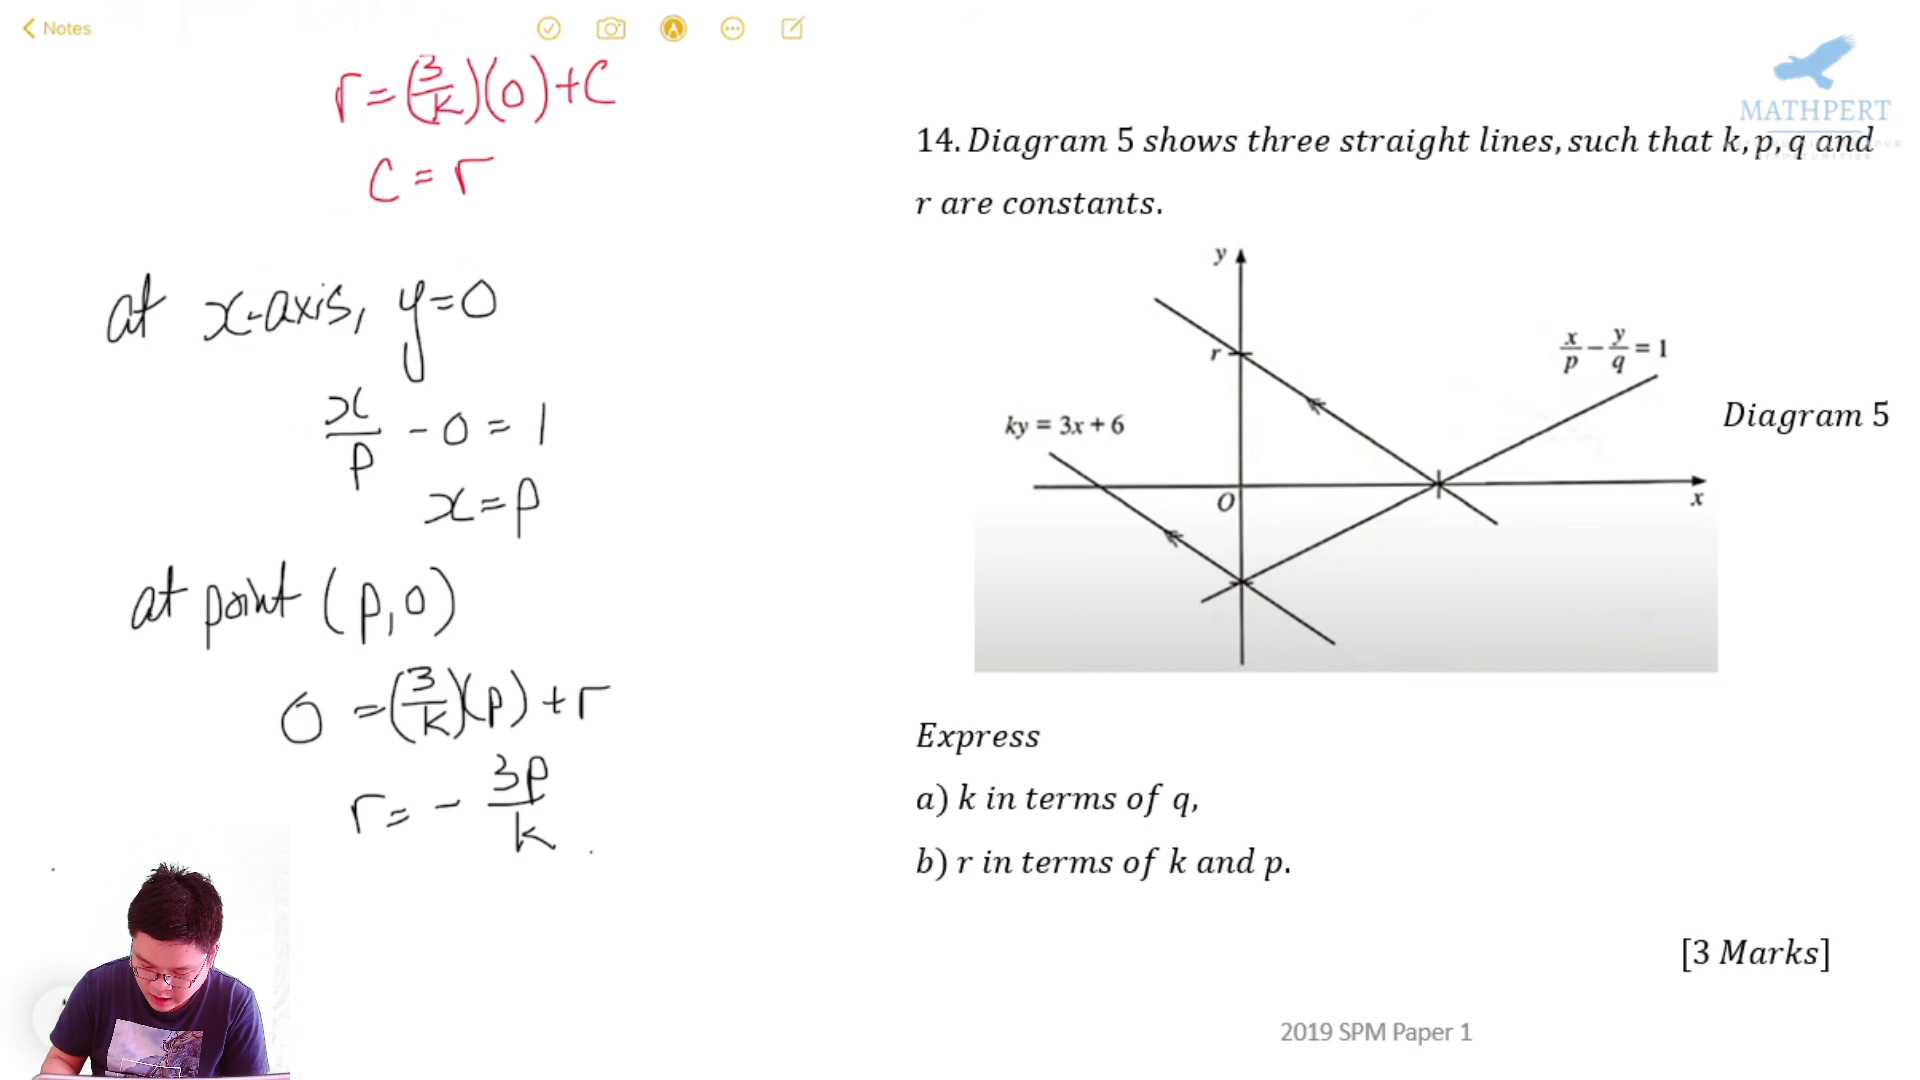 Notes
r = (3/k)(0) + c
c = r
at x-axis, y = 0
x/p - 0 = 1
x = p
at point (p, 0)
0 = (3/k)(p) + r
r = - 3p/k
MATHPERT
14. Diagram 5 shows three straight lines, such that k, p, q and
r are constants.
y
r
x/p - y/q = 1
ky = 3x + 6
Diagram 5
O
x
Express
a) k in terms of q,
b) r in terms of k and p.
[3 Marks]
2019 SPM Paper 1